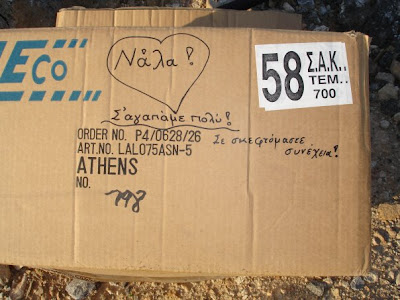 Eco
Νάλα!
Σ' αγαπάμε πολύ!
58 Σ.Α.Κ.
ΤΕΜ..
700
ORDER NO. P4/0628/26
ART.NO. LAL075ASN-5
Σε σκεφτόμαστε
συνέχεια!
ATHENS
NO.
798